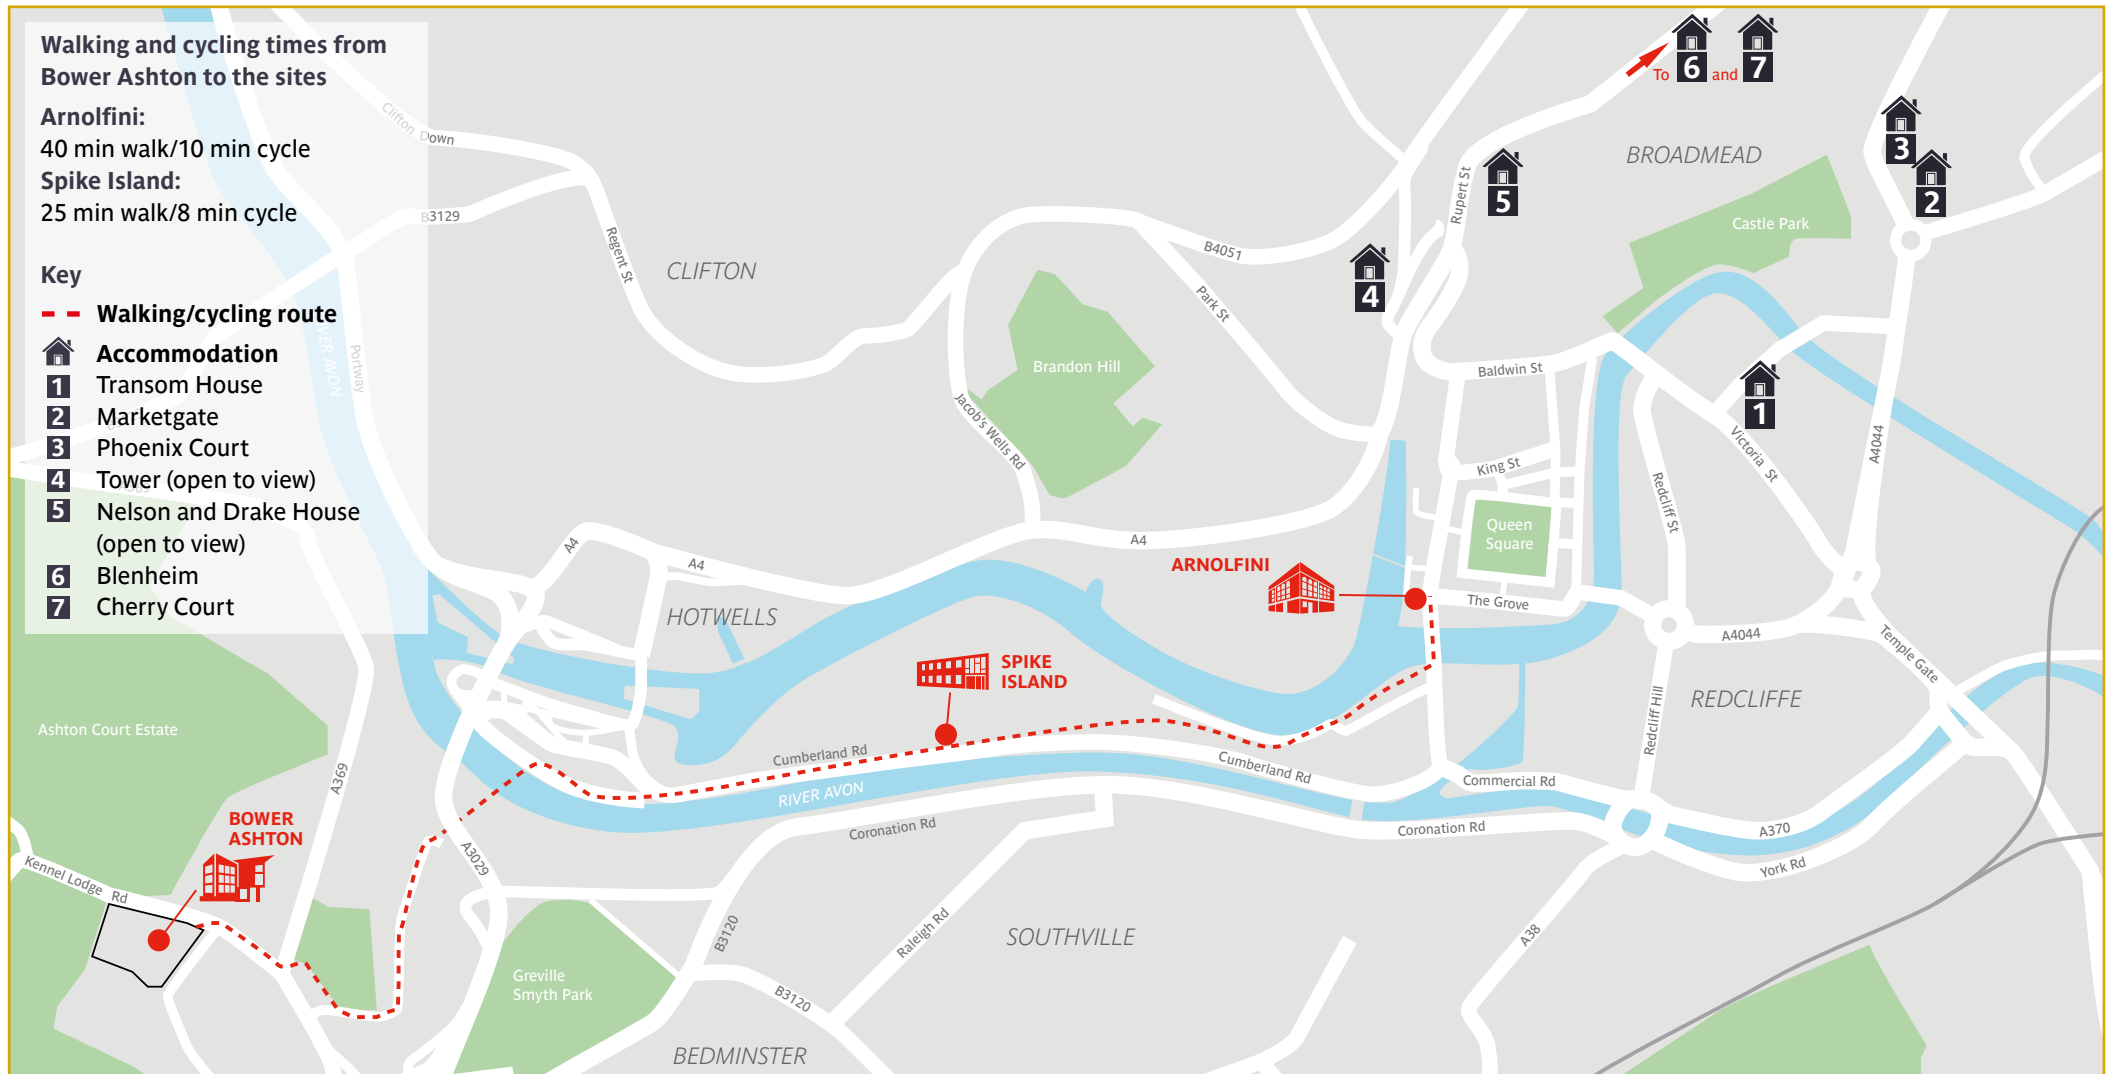 Walking and cycling times from
Bower Ashton to the sites
Arnolfini:
40 min walk/10 min cycle
Spike Island:
25 min walk/8 min cycle
Key
Walking/cycling route
Accommodation
1 Transom House
2 Marketgate
3 Phoenix Court
4 Tower (open to view)
5 Nelson and Drake House
(open to view)
6 Blenheim
7 Cherry Court
Clifton Down
B3129
Portway
RIVER AVON
Regent St
CLIFTON
Brandon Hill
Jacob's Wells Rd
B4051
Park St
Rupert St
To 6 and 7
BROADMEAD
Castle Park
3
2
5
4
1
Baldwin St
King St
Queen
Square
Victoria St
Redcliff St
A4044
A4
A4
A4
HOTWELLS
ARNOLFINI
The Grove
A4044
Temple Gate
SPIKE
ISLAND
REDCLIFFE
Redcliff Hill
Ashton Court Estate
A369
Cumberland Rd
Cumberland Rd
Commercial Rd
RIVER AVON
Coronation Rd
Coronation Rd
A370
York Rd
BOWER
ASHTON
Kennel Lodge Rd
A3029
B3120
Raleigh Rd
SOUTHVILLE
A38
Greville
Smyth Park
B3120
BEDMINSTER